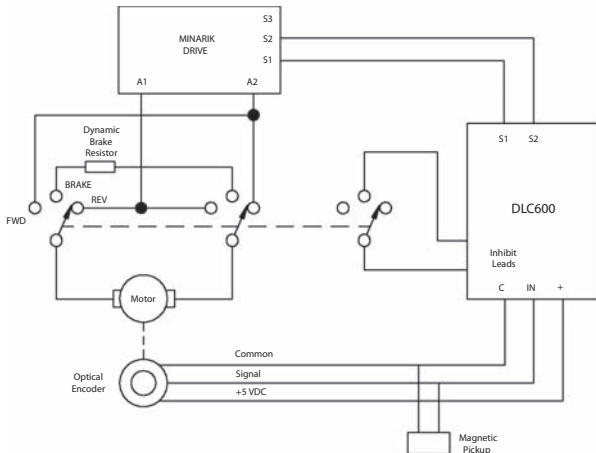 S3
MINARIK
DRIVE
S2
S1
A1
A2
Dynamic
Brake
Resistor
S1
S2
BRAKE
REV
FWD
DLC600
Inhibit
Leads
C
IN
+
Motor
Common
Signal
+5 VDC
Optical
Encoder
Magnetic
Pickup